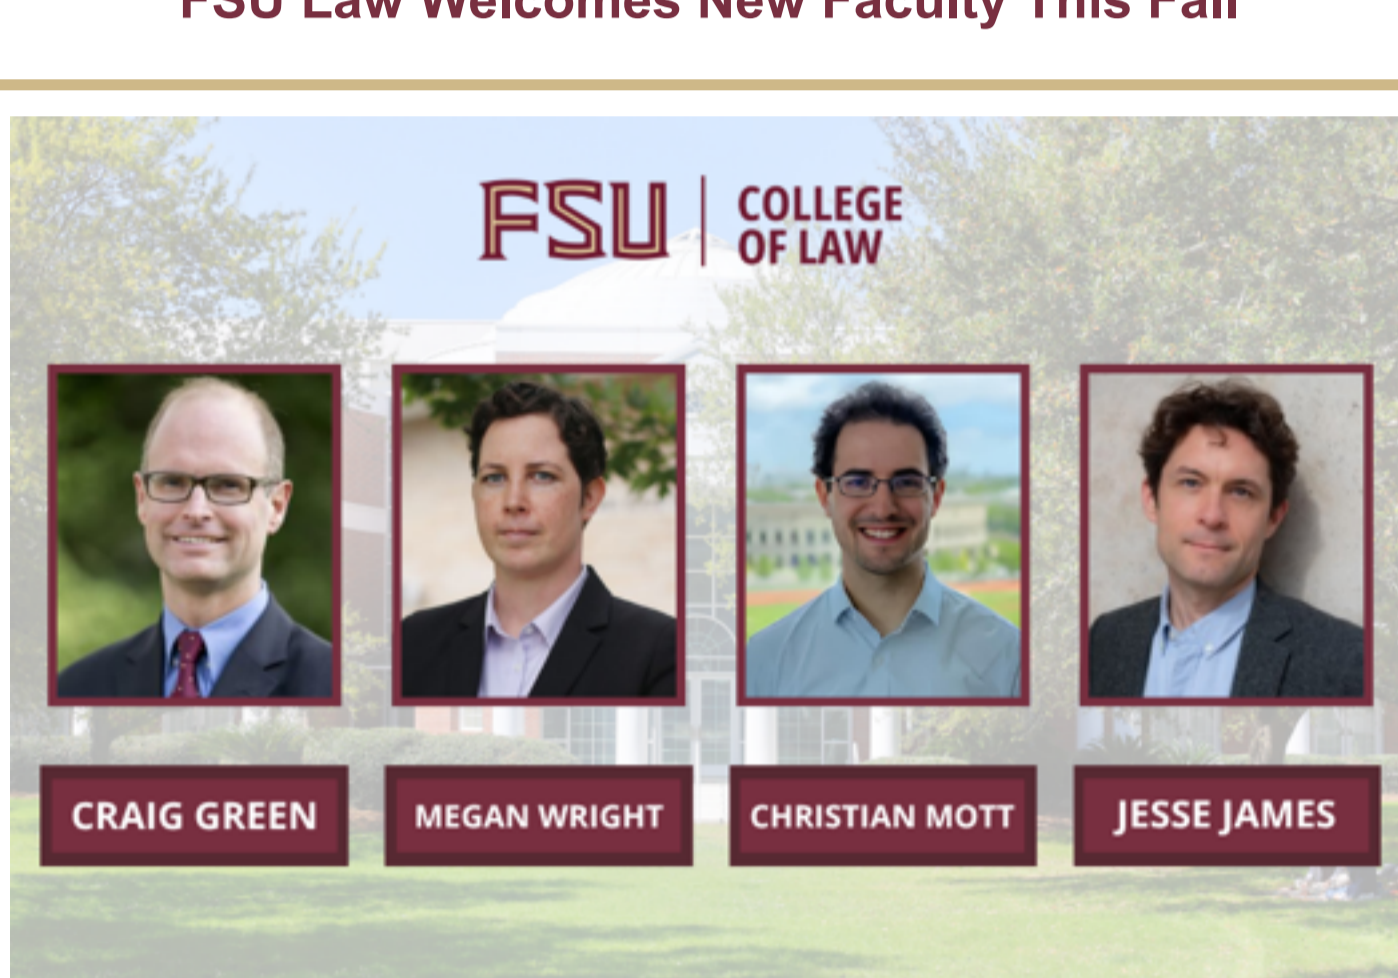 FSU Law Welcomes New Faculty This Fall
FSU
COLLEGE
OF LAW
CRAIG GREEN
MEGAN WRIGHT
CHRISTIAN MOTT
JESSE JAMES